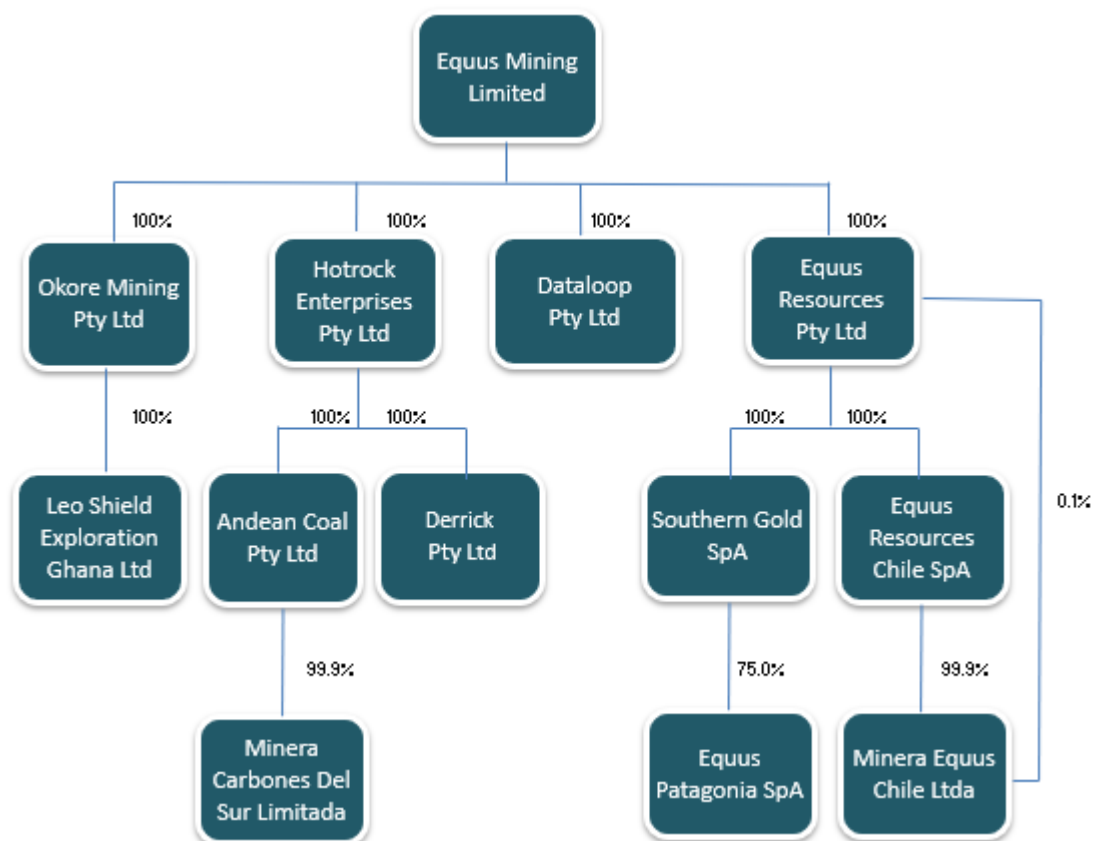 Equus Mining
Limited
100%
100%
100%
100%
Okore Mining
Pty Ltd
Hotrock
Enterprises
Pty Ltd
Dataloop
Pty Ltd
Equus
Resources
Pty Ltd
100%
100%
100%
100%
100%
Leo Shield
Exploration
Ghana Ltd
Andean Coal
Pty Ltd
Derrick
Pty Ltd
Southern Gold
SpA
Equus
Resources
Chile SpA
0.1%
99.9%
75.0%
99.9%
Minera
Carbones Del
Sur Limitada
Equus
Patagonia SpA
Minera Equus
Chile Ltda